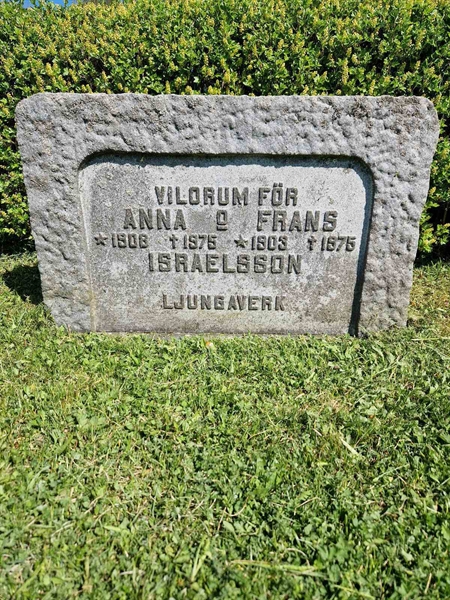 VILORUM FÖR
ANNA O FRANS
★1906 †1975 ★1903 †1975
ISRAELSSON
LJUNGAVERK